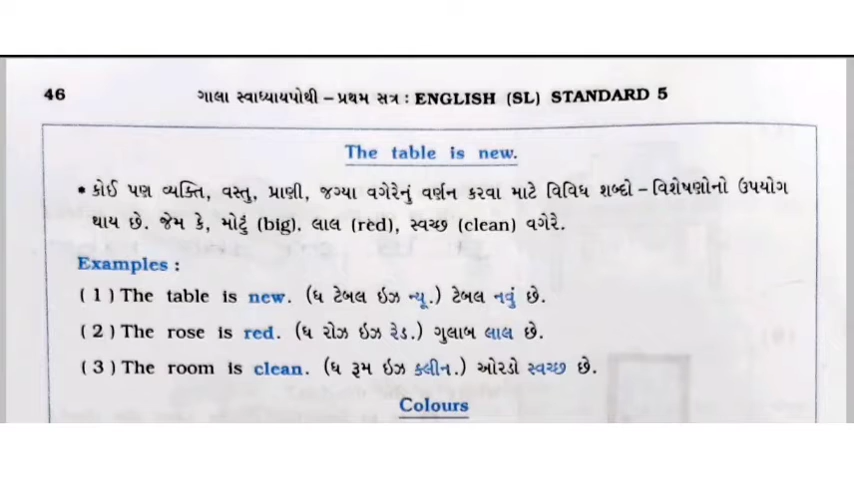 46
ગાલા સ્વાધ્યાયપોથી – પ્રથમ સત્ર : ENGLISH (SL) STANDARD 5
The table is new.
• કોઈ પણ વ્યક્તિ, વસ્તુ, પ્રાણી, જગ્યા વગેરેનું વર્ણન કરવા માટે વિવિધ શબ્દો – વિશેષણોનો ઉપયોગ
થાય છે. જેમ કે, મોટું (big). લાલ (red), સ્વચ્છ (clean) વગેરે.
Examples :
( 1 ) The table is new. (ધ ટેબલ ઇઝ ન્યૂ.) ટેબલ નવું છે.
( 2 ) The rose is red. (ધ રોઝ ઇઝ રેડ.) ગુલાબ લાલ છે.
( 3 ) The room is clean. (ધ રૂમ ઇઝ ક્લીન.) ઓરડો સ્વચ્છ છે.
Colours